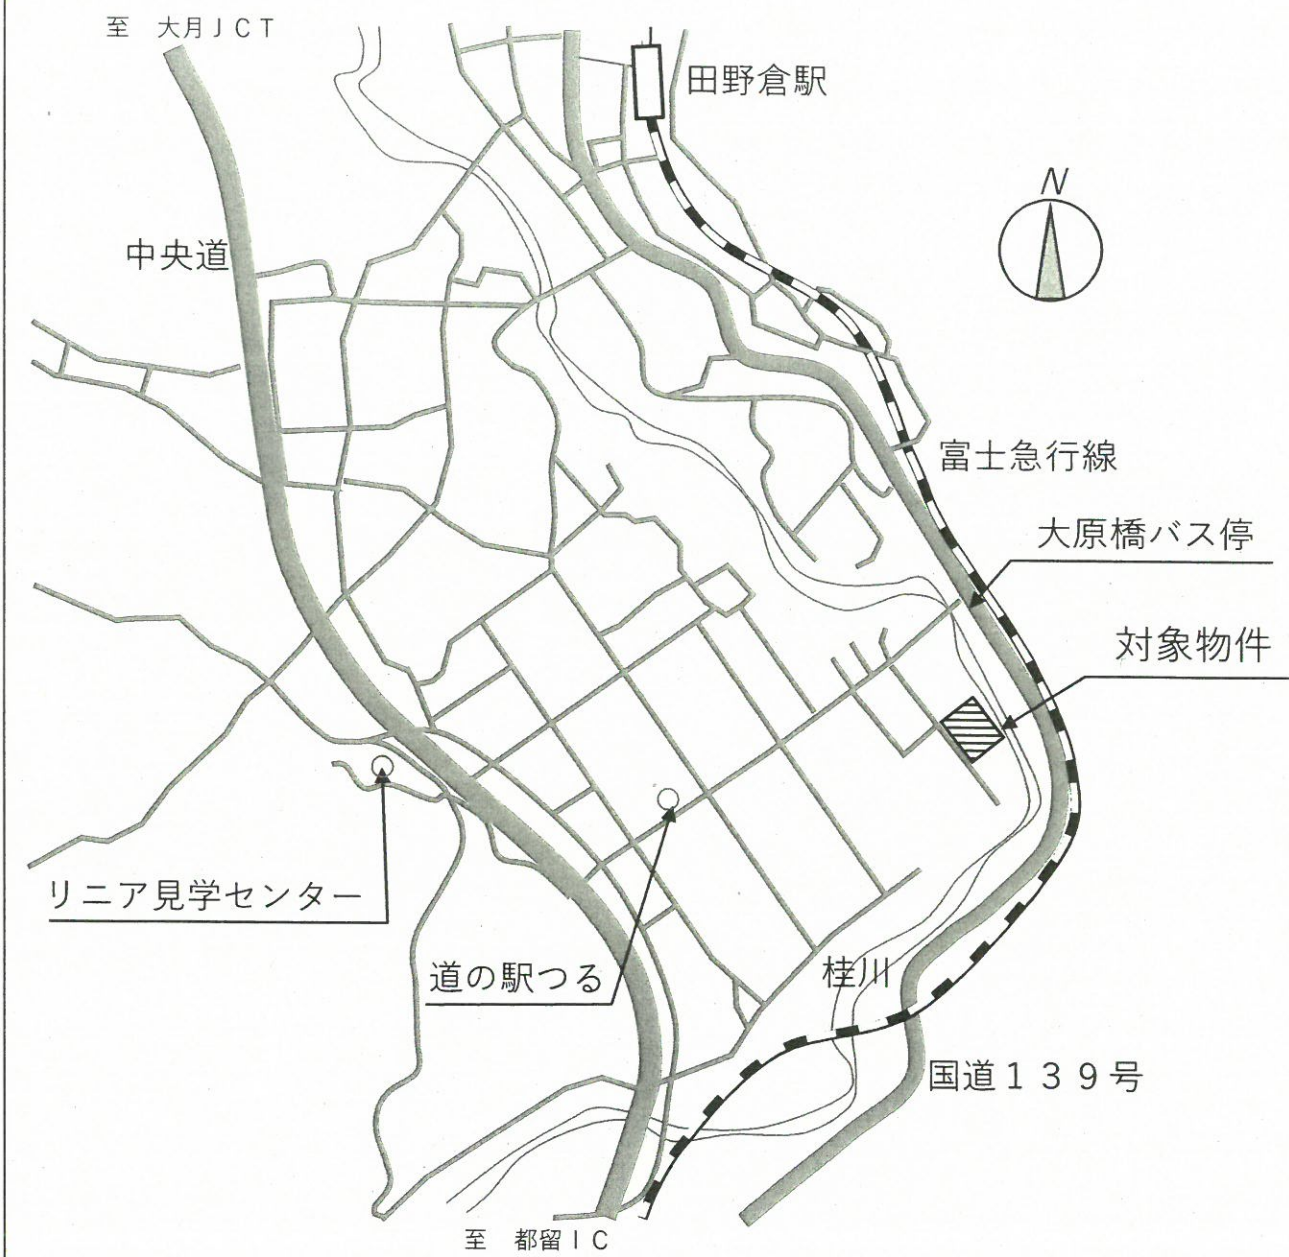 至　大月ＪＣＴ
田野倉駅
N
中央道
富士急行線
大原橋バス停
対象物件
リニア見学センター
道の駅つる
桂川
国道１３９号
至　都留ＩＣ